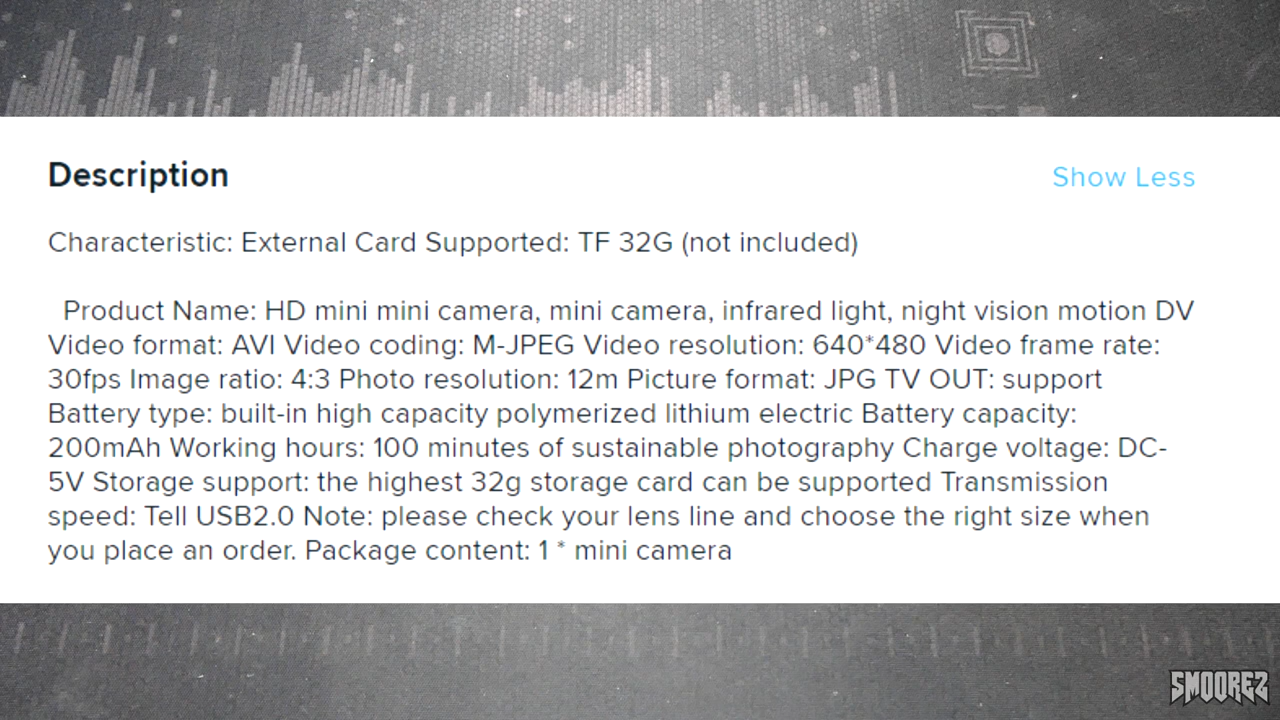 Description
Show Less
Characteristic: External Card Supported: TF 32G (not included)
Product Name: HD mini mini camera, mini camera, infrared light, night vision motion DV
Video format: AVI Video coding: M-JPEG Video resolution: 640*480 Video frame rate:
30fps Image ratio: 4:3 Photo resolution: 12m Picture format: JPG TV OUT: support
Battery type: built-in high capacity polymerized lithium electric Battery capacity:
200mAh Working hours: 100 minutes of sustainable photography Charge voltage: DC-
5V Storage support: the highest 32g storage card can be supported Transmission
speed: Tell USB2.0 Note: please check your lens line and choose the right size when
you place an order. Package content: 1 * mini camera
SMOOREZ